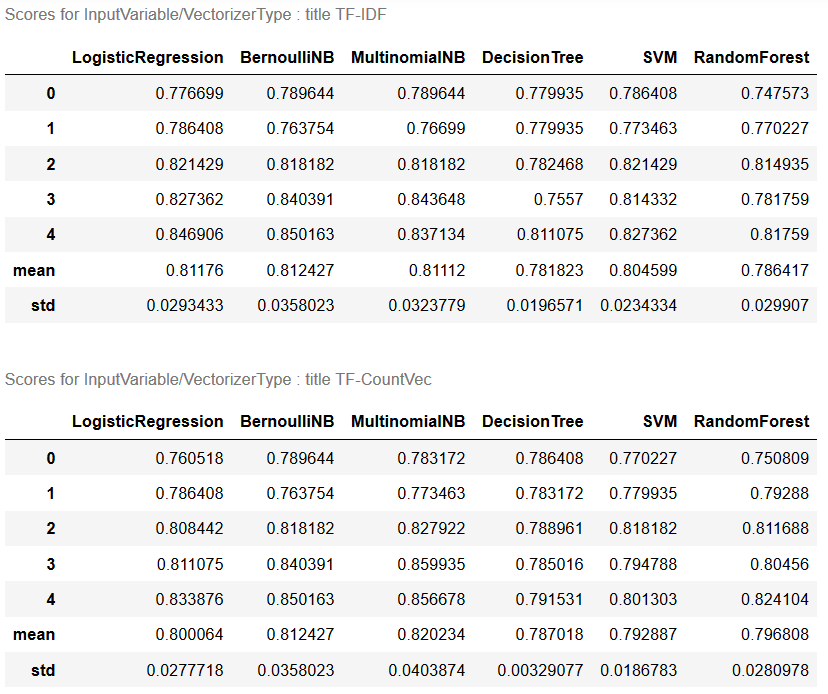 Scores for InputVariable/VectorizerType : title TF-IDF
LogisticRegression BernoulliNB MultinomialNB DecisionTree SVM RandomForest
0 0.776699 0.789644 0.789644 0.779935 0.786408 0.747573
1 0.786408 0.763754 0.76699 0.779935 0.773463 0.770227
2 0.821429 0.818182 0.818182 0.782468 0.821429 0.814935
3 0.827362 0.840391 0.843648 0.7557 0.814332 0.781759
4 0.846906 0.850163 0.837134 0.811075 0.827362 0.81759
mean 0.81176 0.812427 0.81112 0.781823 0.804599 0.786417
std 0.0293433 0.0358023 0.0323779 0.0196571 0.0234334 0.029907
Scores for InputVariable/VectorizerType : title TF-CountVec
LogisticRegression BernoulliNB MultinomialNB DecisionTree SVM RandomForest
0 0.760518 0.789644 0.783172 0.786408 0.770227 0.750809
1 0.786408 0.763754 0.773463 0.783172 0.779935 0.79288
2 0.808442 0.818182 0.827922 0.788961 0.818182 0.811688
3 0.811075 0.840391 0.859935 0.785016 0.794788 0.80456
4 0.833876 0.850163 0.856678 0.791531 0.801303 0.824104
mean 0.800064 0.812427 0.820234 0.787018 0.792887 0.796808
std 0.0277718 0.0358023 0.0403874 0.00329077 0.0186783 0.0280978